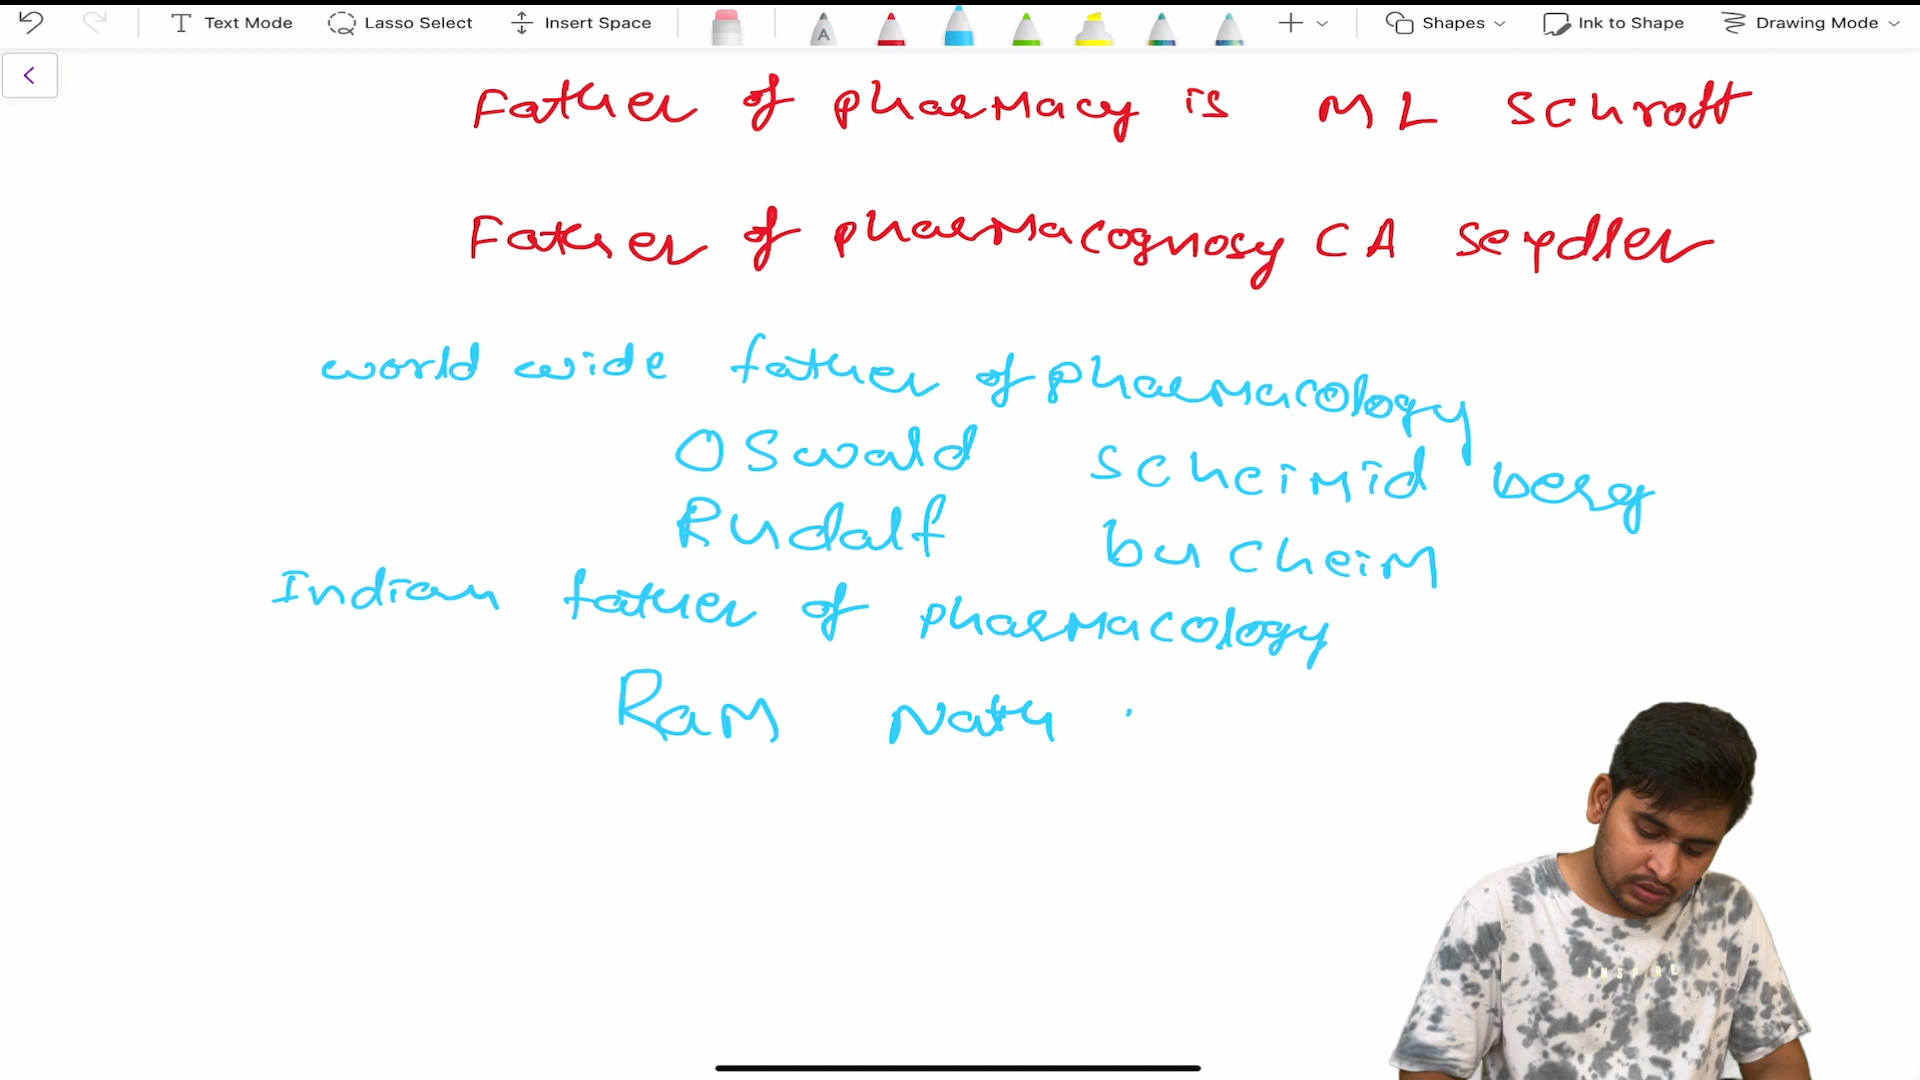 Text Mode Lasso Select Insert Space A Shapes Ink to Shape Drawing Mode
Father of pharmacy is ML Schroft
Father of pharmacognosy CA seydler
world wide father of pharmacology
Oswald scheimid berg
Rudalf bucheim
Indian father of pharmacology
Ram Nath
INSPIRE